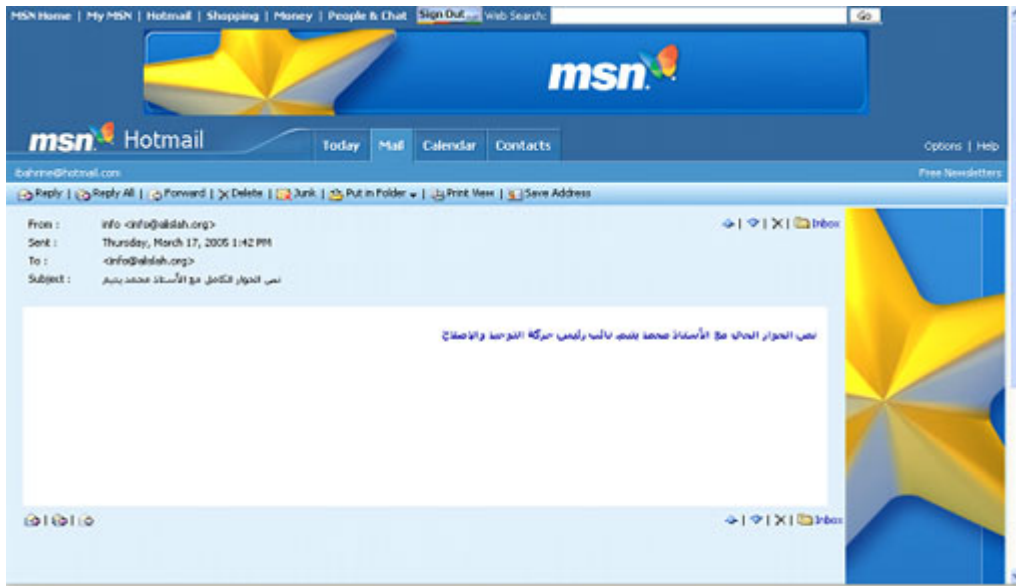 MSN Home | My MSN | Hotmail | Shopping | Money | People & Chat Sign Out Web Search: Go
msn
msn Hotmail Today Mail Calendar Contacts Options | Help
ibahrine@hotmail.com Free Newsletters
Reply | Reply All | Forward | Delete | Junk | Put in Folder | Print View | Save Address
From : info <info@alislah.org> Inbox
Sent : Thursday, March 17, 2005 1:42 PM
To : <info@alislah.org>
Subject : نص الحوار الكامل مع الأستاذ محمد يتيم
نص الحوار مع الأستاذ محمد يتيم نائب رئيس حركة التوحيد والإصلاح
Inbox